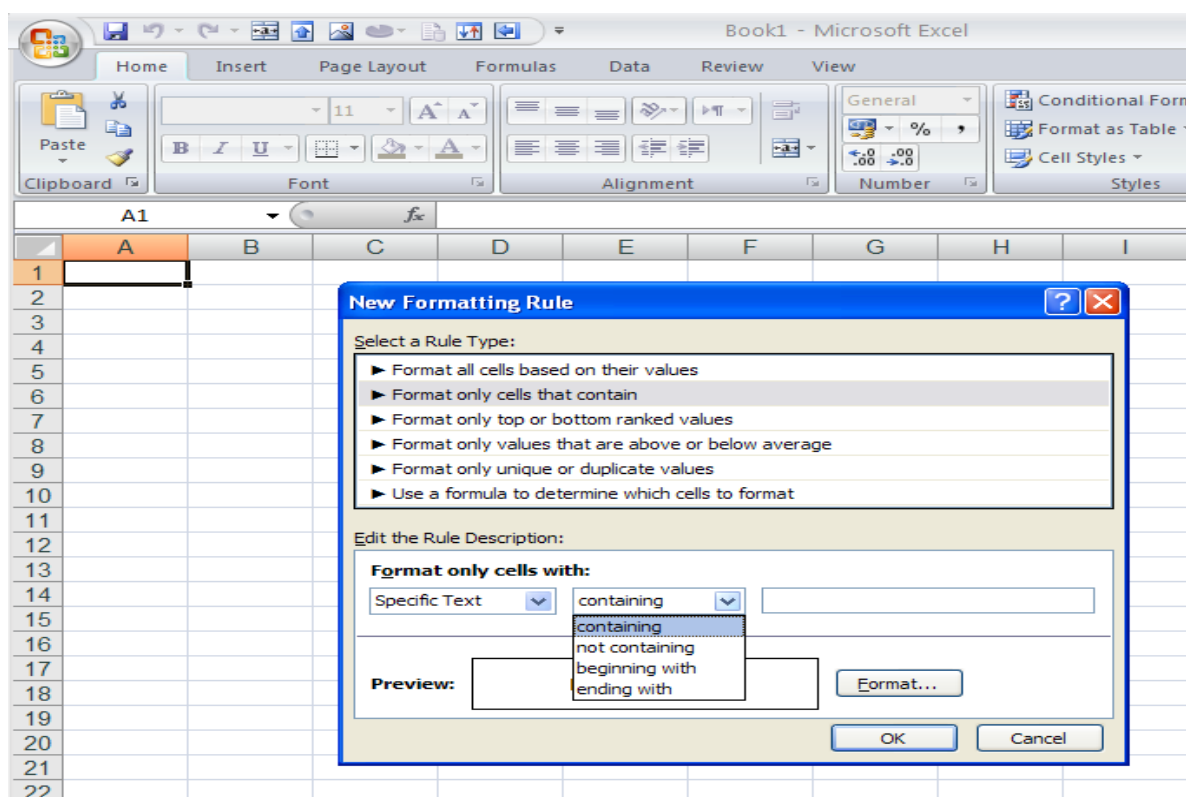 Book1 - Microsoft Excel
Home Insert Page Layout Formulas Data Review View
Paste
11 A A
B I U A
a
General
% ,
.0 .00
.00 .0
Conditional Form
Format as Table
Cell Styles
Clipboard Font Alignment Number Styles
A1 fx
A B C D E F G H I
1
2
3
4
5
6
7
8
9
10
11
12
13
14
15
16
17
18
19
20
21
22
New Formatting Rule ?
Select a Rule Type:
► Format all cells based on their values
► Format only cells that contain
► Format only top or bottom ranked values
► Format only values that are above or below average
► Format only unique or duplicate values
► Use a formula to determine which cells to format
Edit the Rule Description:
Format only cells with:
Specific Text containing
containing
not containing
beginning with
ending with
Preview: Format...
OK Cancel